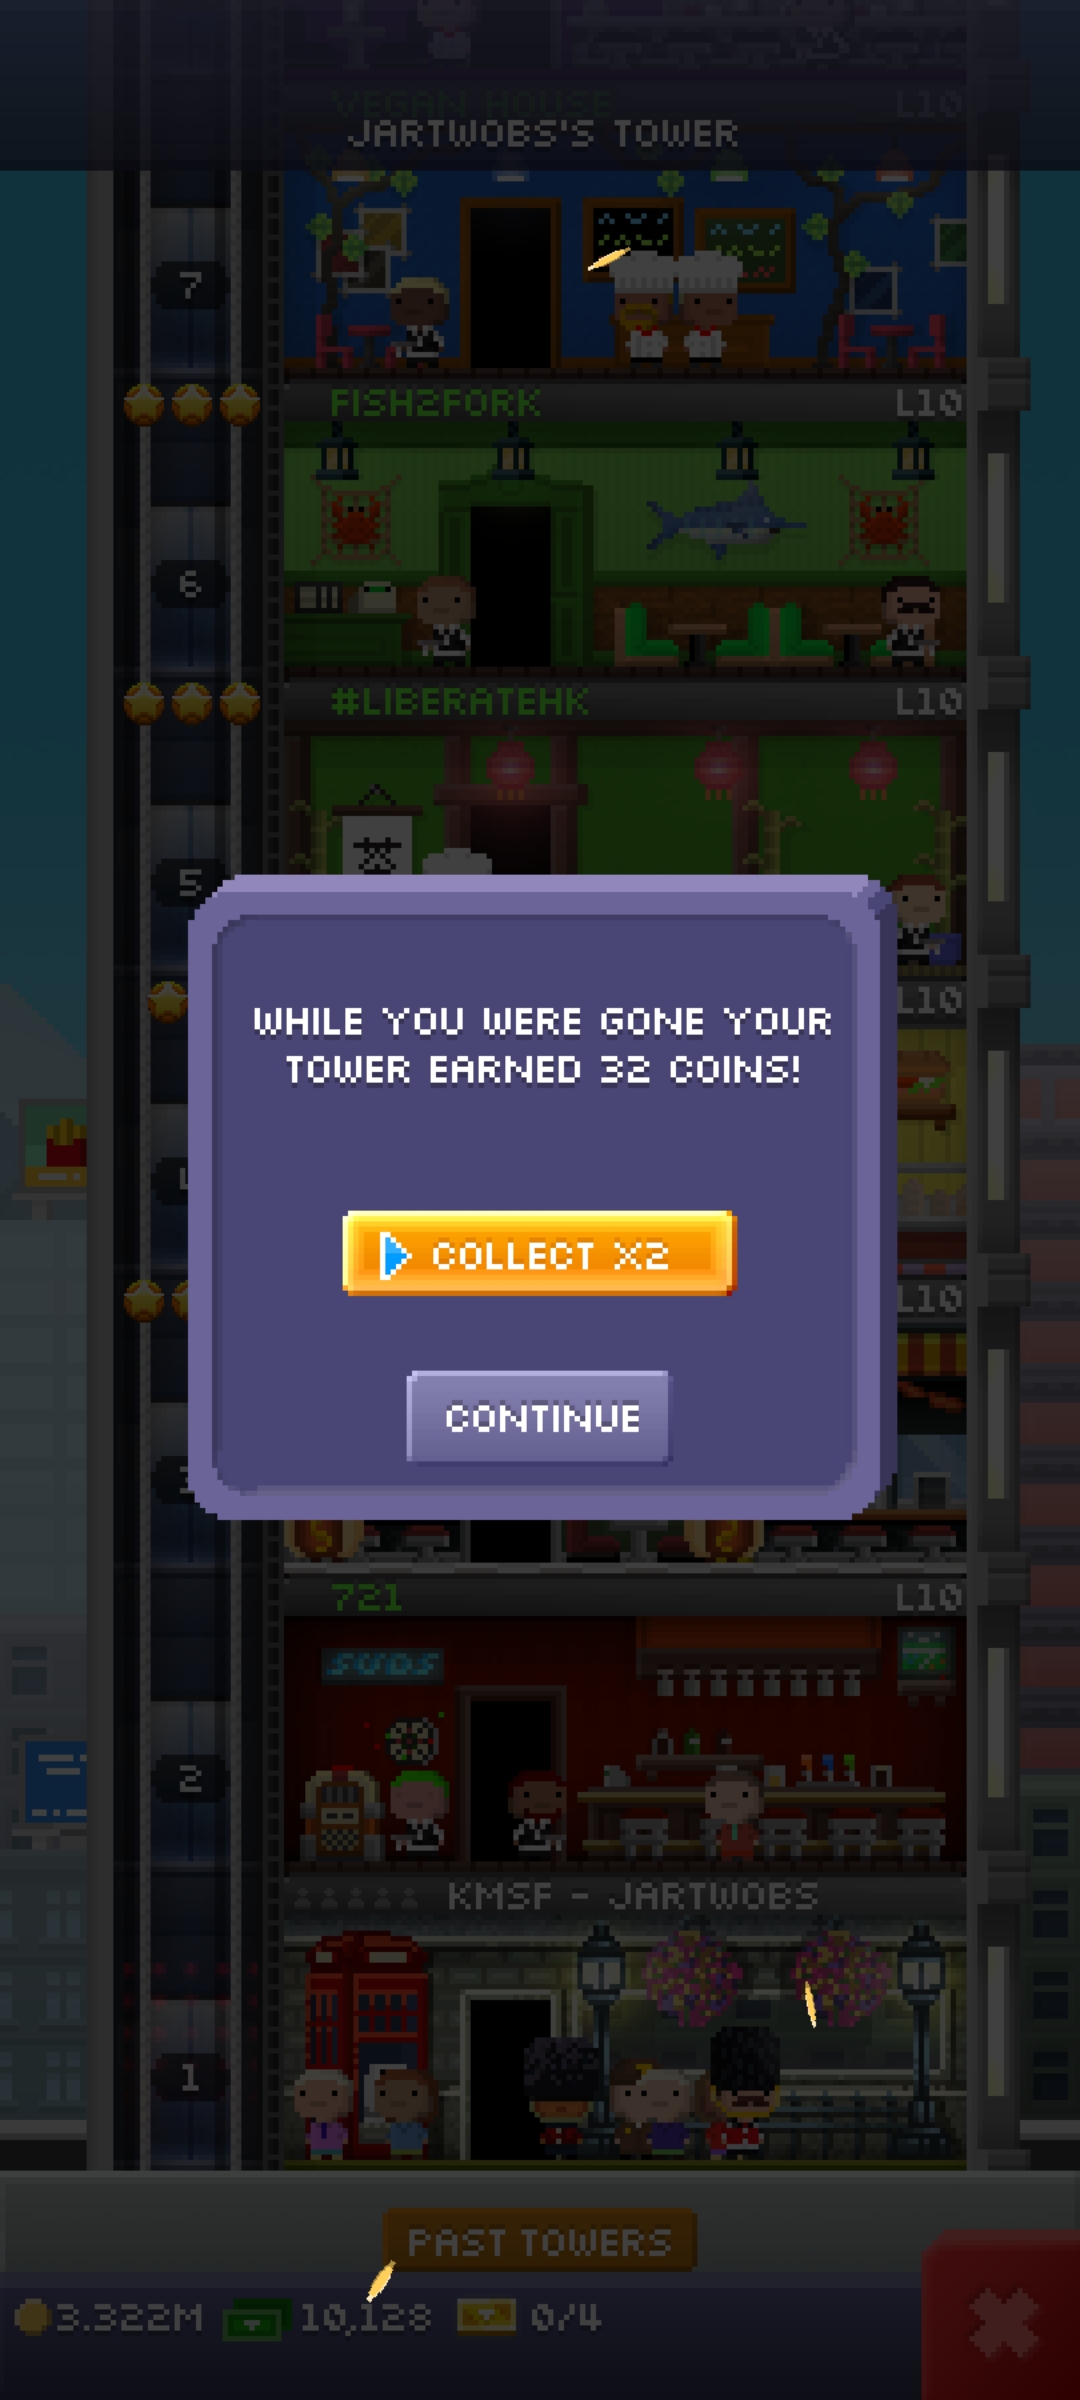 VEGAN HOUSE L10
JARTWOBS'S TOWER
7
FISH2FORK L10
6
#LIBERATEHK L10
5
L10
WHILE YOU WERE GONE YOUR
TOWER EARNED 32 COINS!
COLLECT X2
L10
CONTINUE
721 L10
SUDS
2
KMSF - JARTWOBS
1
PAST TOWERS
3.322M 10,128 0/4